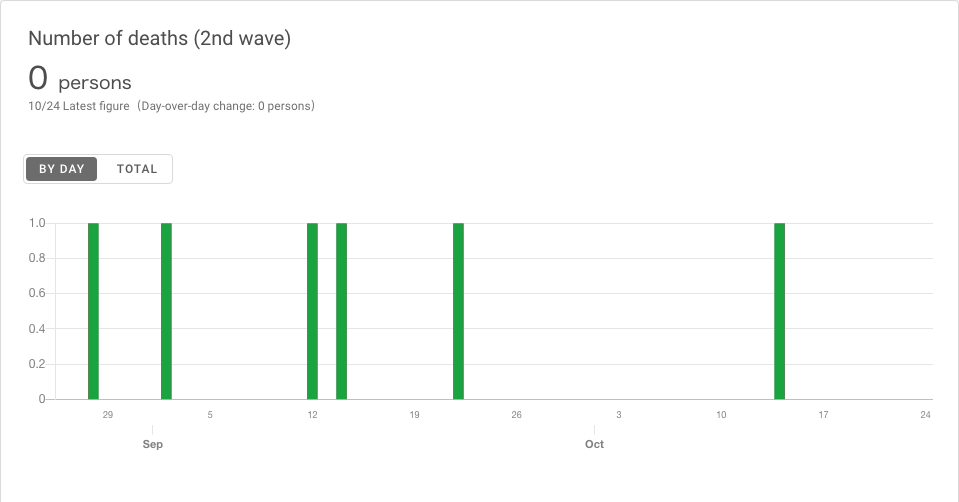 Number of deaths (2nd wave)
0 persons
10/24 Latest figure（Day-over-day change: 0 persons）
BY DAY TOTAL
1.0
0.8
0.6
0.4
0.2
0
29 5 12 19 26 3 10 17 24
Sep Oct